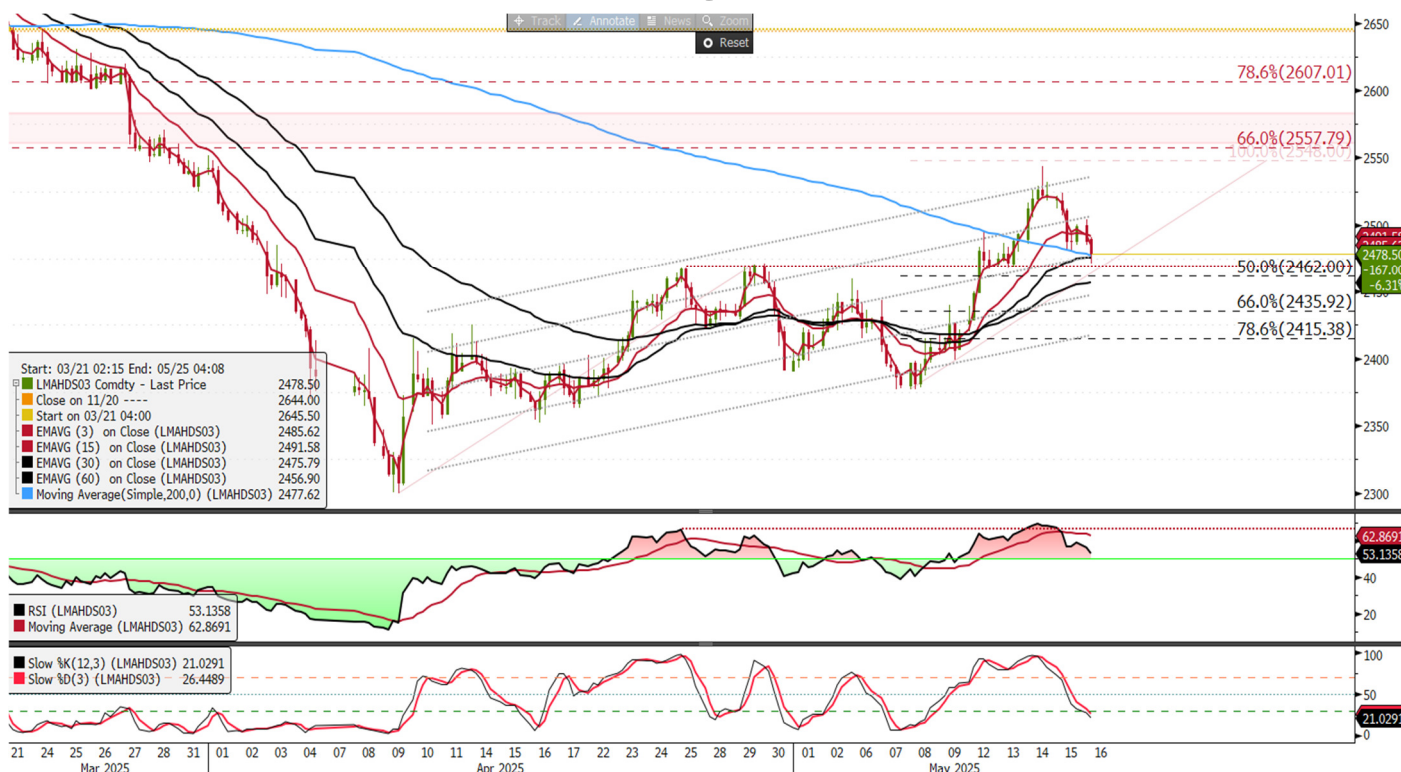 Track Annotate News Zoom
Reset
2650
78.6%(2607.01)
2600
66.0%(2557.79)
100.0%(2548.00)
2550
2500
2491.58
2485.62
2478.50
-167.00
-6.31%
50.0%(2462.00)
2450
66.0%(2435.92)
78.6%(2415.38)
2400
2350
2300
Start: 03/21 02:15 End: 05/25 04:08
LMAHDS03 Comdty - Last Price 2478.50
Close on 11/20 ---- 2644.00
Start on 03/21 04:00 2645.50
EMAVG (3) on Close (LMAHDS03) 2485.62
EMAVG (15) on Close (LMAHDS03) 2491.58
EMAVG (30) on Close (LMAHDS03) 2475.79
EMAVG (60) on Close (LMAHDS03) 2456.90
Moving Average(Simple,200,0) (LMAHDS03) 2477.62
62.8691
53.1358
40
20
RSI (LMAHDS03) 53.1358
Moving Average (LMAHDS03) 62.8691
Slow %K(12,3) (LMAHDS03) 21.0291
Slow %D(3) (LMAHDS03) 26.4489
100
50
21.0291
0
21 24 25 26 27 28 31 01 02 03 04 07 08 09 10 11 14 15 16 17 22 23 24 25 28 29 30 01 02 06 07 08 09 12 13 14 15 16
Mar 2025 Apr 2025 May 2025